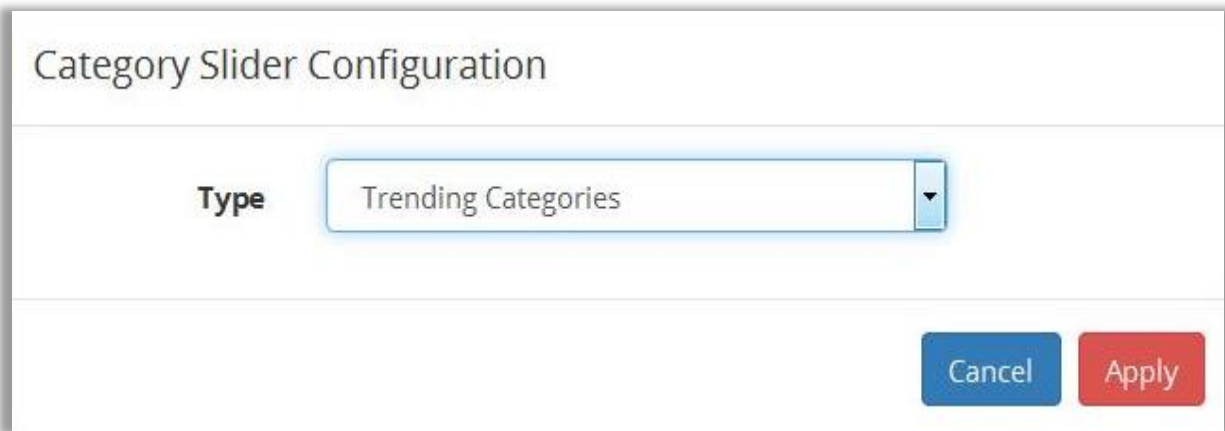 Category Slider Configuration
Type
Trending Categories
Cancel
Apply